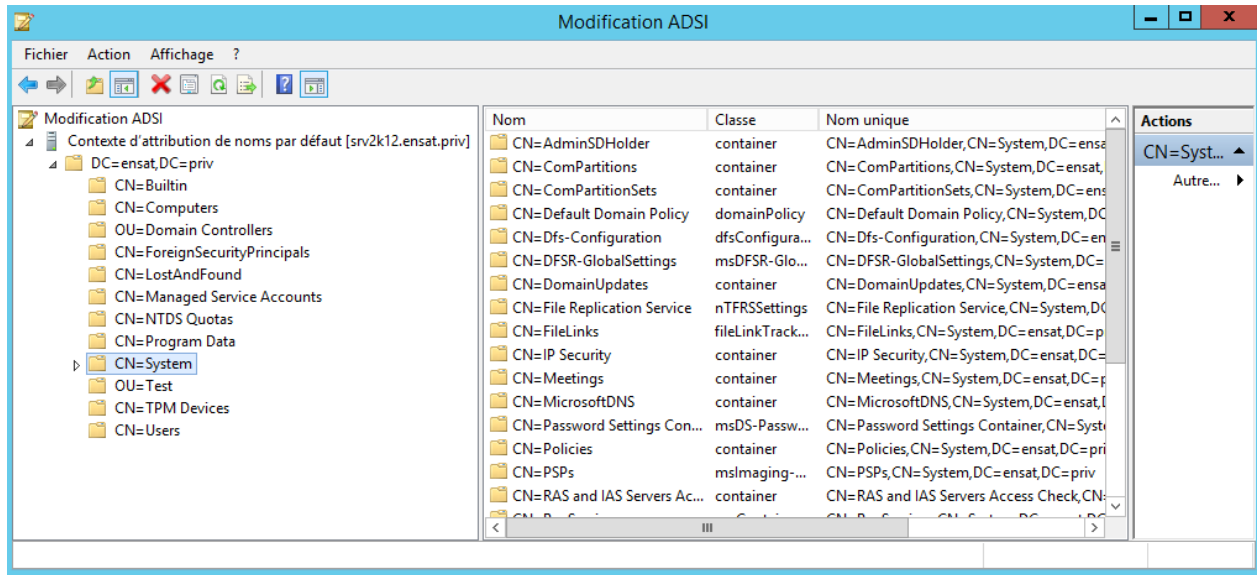 Modification ADSI
Fichier Action Affichage ?
Modification ADSI
Contexte d'attribution de noms par défaut [srv2k12.ensat.priv]
DC=ensat,DC=priv
CN=Builtin
CN=Computers
OU=Domain Controllers
CN=ForeignSecurityPrincipals
CN=LostAndFound
CN=Managed Service Accounts
CN=NTDS Quotas
CN=Program Data
CN=System
OU=Test
CN=TPM Devices
CN=Users
Nom Classe Nom unique
CN=AdminSDHolder container CN=AdminSDHolder,CN=System,DC=ensa
CN=ComPartitions container CN=ComPartitions,CN=System,DC=ensat,
CN=ComPartitionSets container CN=ComPartitionSets,CN=System,DC=ens
CN=Default Domain Policy domainPolicy CN=Default Domain Policy,CN=System,DC
CN=Dfs-Configuration dfsConfigura... CN=Dfs-Configuration,CN=System,DC=en
CN=DFSR-GlobalSettings msDFSR-Glo... CN=DFSR-GlobalSettings,CN=System,DC=
CN=DomainUpdates container CN=DomainUpdates,CN=System,DC=ensa
CN=File Replication Service nTFRSSettings CN=File Replication Service,CN=System,DC
CN=FileLinks fileLinkTrack... CN=FileLinks,CN=System,DC=ensat,DC=p
CN=IP Security container CN=IP Security,CN=System,DC=ensat,DC=
CN=Meetings container CN=Meetings,CN=System,DC=ensat,DC=p
CN=MicrosoftDNS container CN=MicrosoftDNS,CN=System,DC=ensat,D
CN=Password Settings Con... msDS-Passw... CN=Password Settings Container,CN=Syste
CN=Policies container CN=Policies,CN=System,DC=ensat,DC=pri
CN=PSPs msImaging-... CN=PSPs,CN=System,DC=ensat,DC=priv
CN=RAS and IAS Servers Ac... container CN=RAS and IAS Servers Access Check,CN=
Actions
CN=Syst...
Autre...